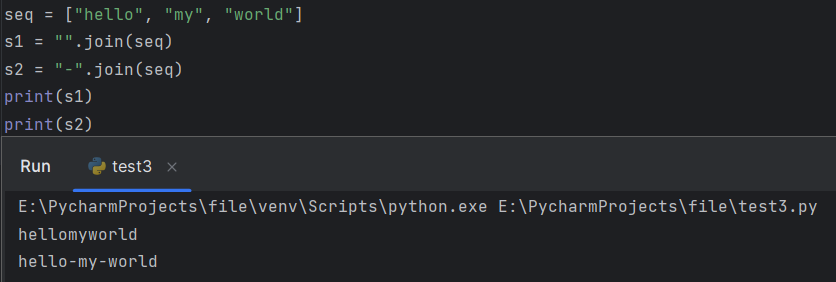 seq = ["hello", "my", "world"]
s1 = "".join(seq)
s2 = "-".join(seq)
print(s1)
print(s2)
Run test3 ×
E:\PycharmProjects\file\venv\Scripts\python.exe E:\PycharmProjects\file\test3.py
hellomyworld
hello-my-world